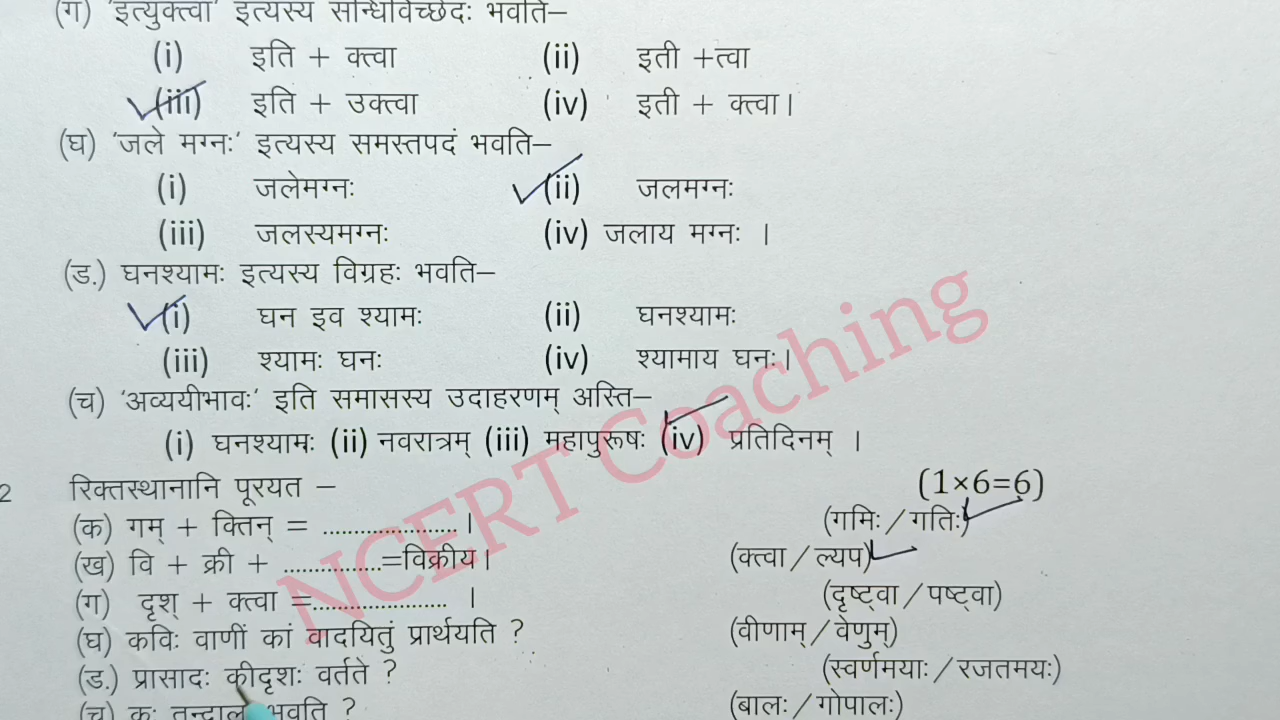 (ग) 'इत्युक्त्वा' इत्यस्य सन्धिविच्छेदः भवति–
(i) इति + क्त्वा (ii) इती +त्वा
(iii) इति + उक्त्वा (iv) इती + क्त्वा।
(घ) 'जले मग्नः' इत्यस्य समस्तपदं भवति–
(i) जलेमग्नः (ii) जलमग्नः
(iii) जलस्यमग्नः (iv) जलाय मग्नः ।
(ड.) घनश्यामः इत्यस्य विग्रहः भवति–
(i) घन इव श्यामः (ii) घनश्यामः
(iii) श्यामः घनः (iv) श्यामाय घनः।
(च) 'अव्ययीभावः' इति समासस्य उदाहरणम् अस्ति–
(i) घनश्यामः (ii) नवरात्रम् (iii) महापुरूषः (iv) प्रतिदिनम् ।
2 रिक्तस्थानानि पूरयत – (1×6=6)
(क) गम् + क्तिन् = ...................... । (गमिः / गतिः)
(ख) वि + क्री + ................=विक्रीय। (क्त्वा / ल्यप)
(ग) दृश् + क्त्वा =...................... । (दृष्ट्वा / पष्ट्वा)
(घ) कविः वाणीं कां वादयितुं प्रार्थयति ? (वीणाम् / वेणुम्)
(ड.) प्रासादः कीदृशः वर्तते ? (स्वर्णमयाः / रजतमयः)
(च) कः तन्द्रालु भवति ? (बालः / गोपालः)
NCERT Coaching